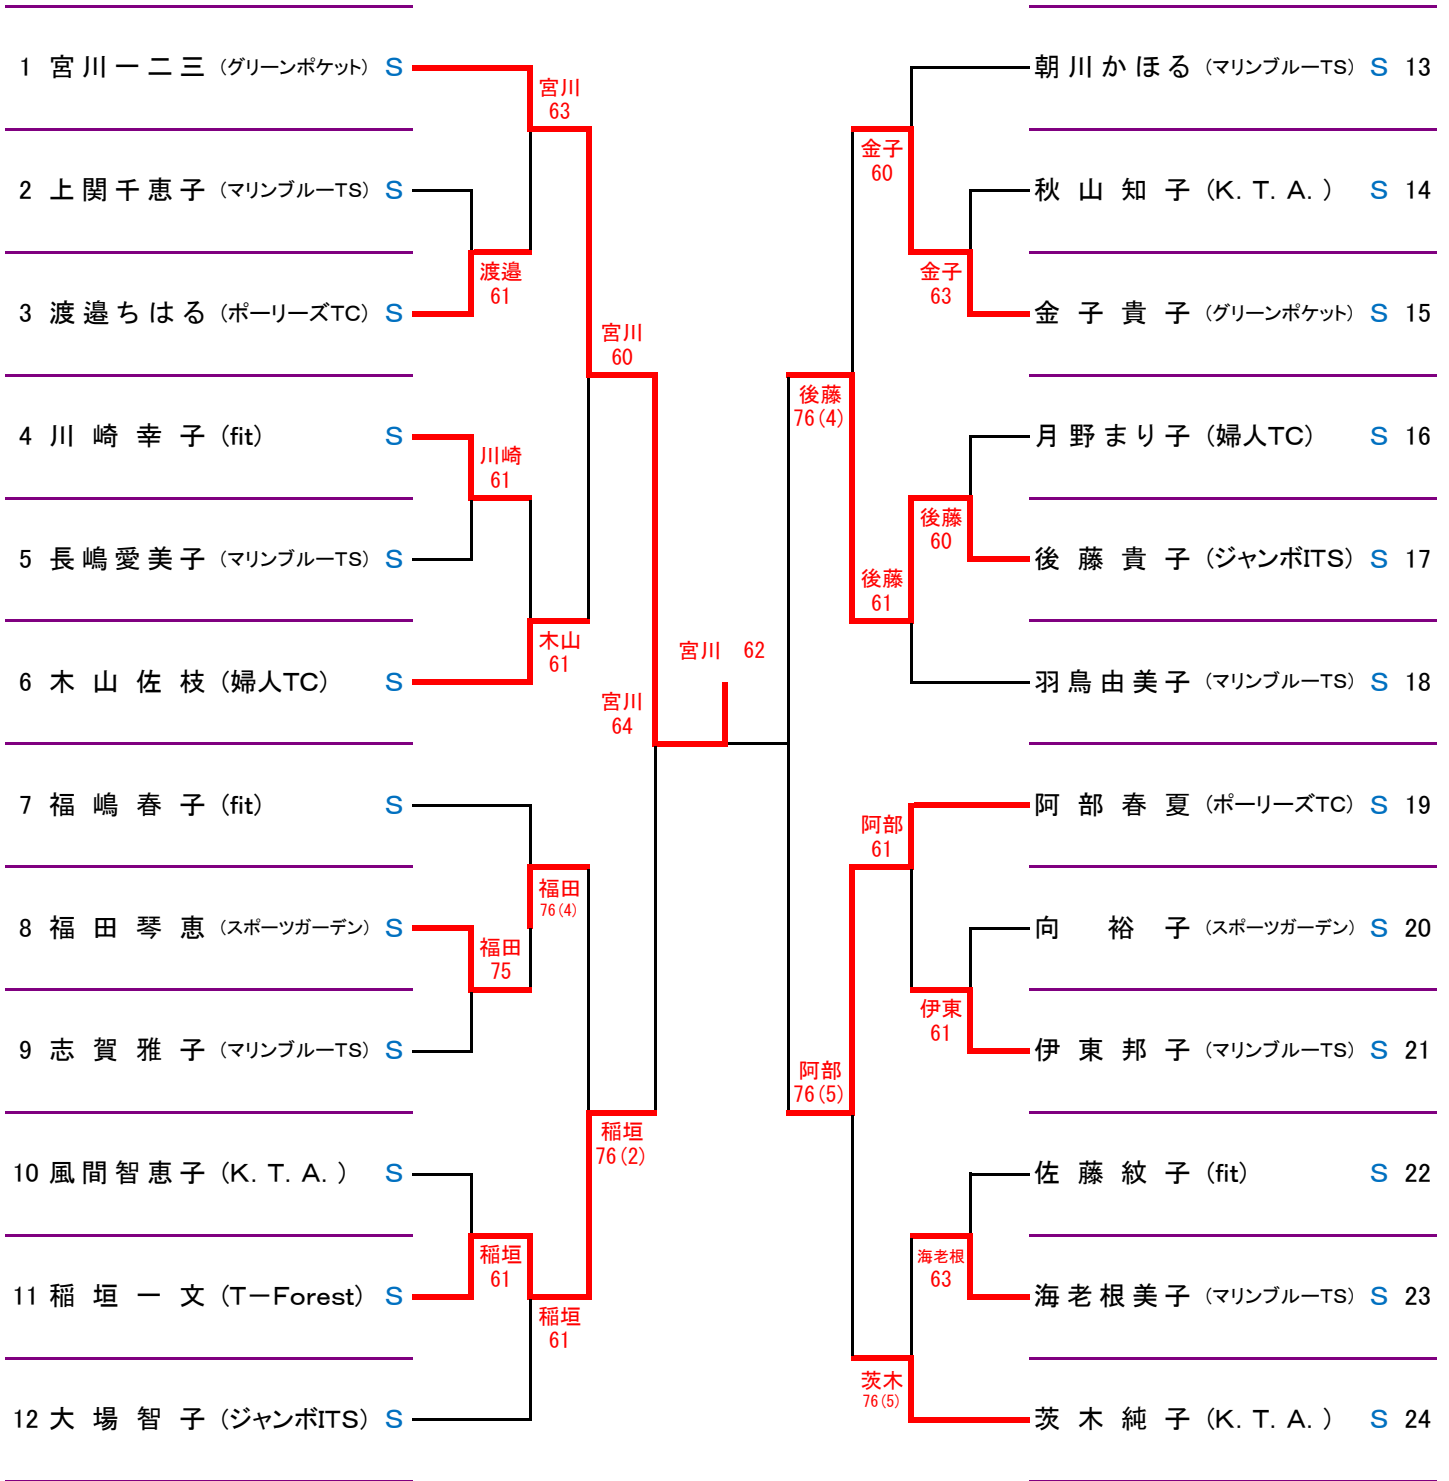 1 宮川一二三 (グリーンポケット) S
2 上関千恵子 (マリンブルーTS) S
3 渡邉ちはる (ポーリーズTC) S
4 川崎幸子 (fit) S
5 長嶋愛美子 (マリンブルーTS) S
6 木山佐枝 (婦人TC) S
7 福嶋春子 (fit) S
8 福田琴恵 (スポーツガーデン) S
9 志賀雅子 (マリンブルーTS) S
10 風間智恵子 (K．T．A．) S
11 稲垣一文 (T－Forest) S
12 大場智子 (ジャンボITS) S
渡邉
61
川崎
61
福田
75
稲垣
61
宮川
63
木山
61
福田
76(4)
稲垣
61
宮川
60
稲垣
76(2)
宮川
64
宮川 62
後藤
76(4)
阿部
76(5)
金子
60
後藤
61
阿部
61
茨木
76(5)
金子
63
後藤
60
伊東
61
海老根
63
朝川かほる (マリンブルーTS) S 13
秋山知子 (K．T．A．) S 14
金子貴子 (グリーンポケット) S 15
月野まり子 (婦人TC) S 16
後藤貴子 (ジャンボITS) S 17
羽鳥由美子 (マリンブルーTS) S 18
阿部春夏 (ポーリーズTC) S 19
向裕子 (スポーツガーデン) S 20
伊東邦子 (マリンブルーTS) S 21
佐藤紋子 (fit) S 22
海老根美子 (マリンブルーTS) S 23
茨木純子 (K．T．A．) S 24